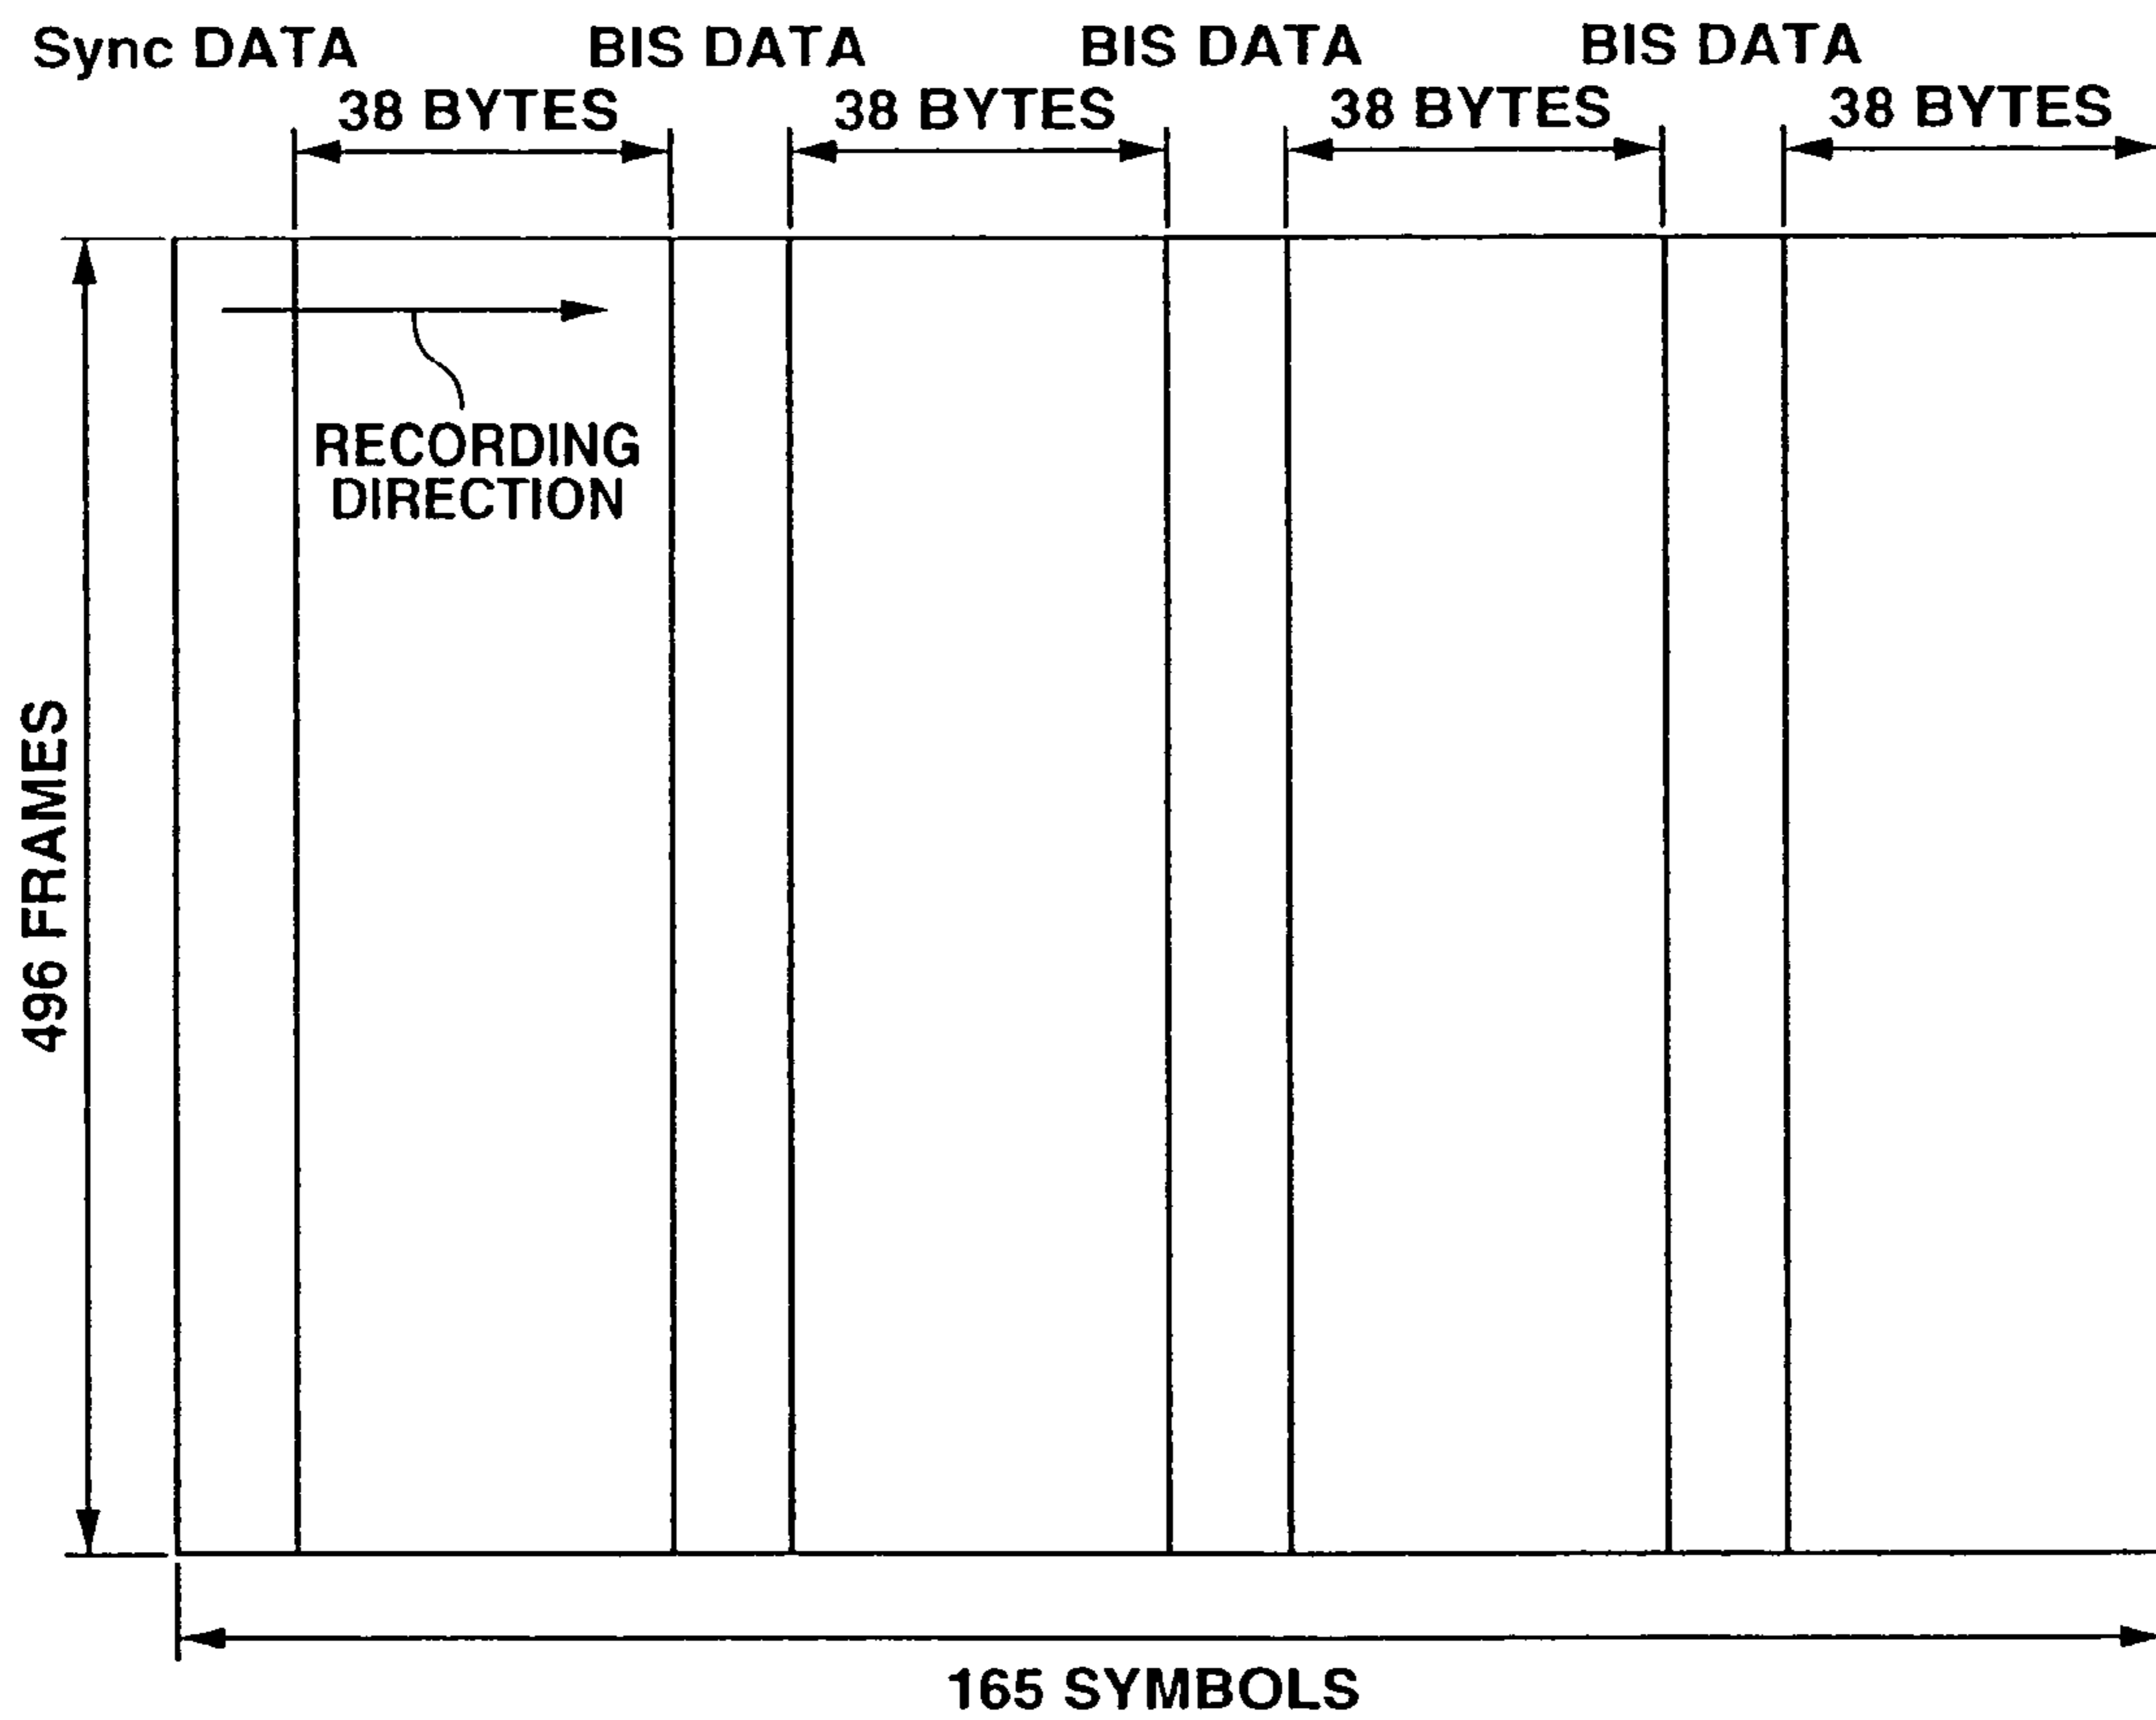 Sync DATA
BIS DATA
BIS DATA
BIS DATA
38 BYTES
38 BYTES
38 BYTES
38 BYTES
RECORDING
DIRECTION
496 FRAMES
165 SYMBOLS